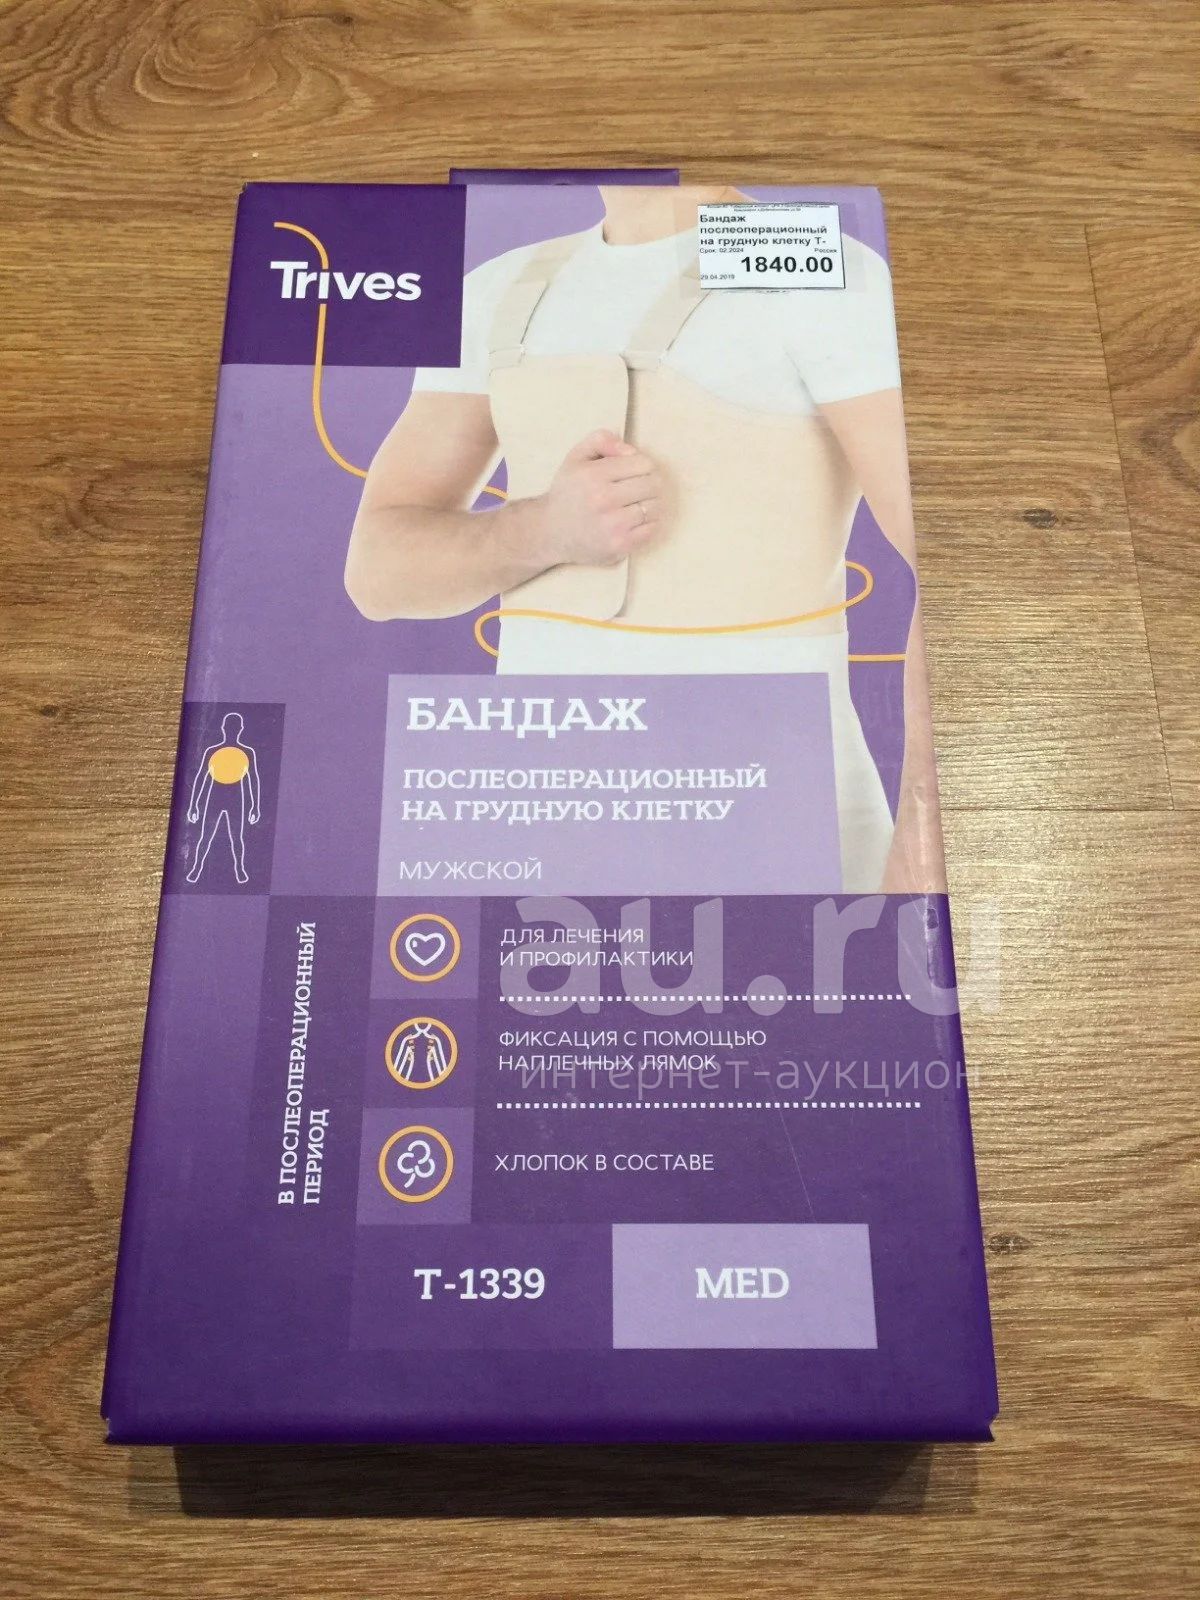 Trives
Бандаж
послеоперационный
на грудную клетку Т-
Срок: 02.2024 Россия
1840.00
29.04.2019
БАНДАЖ
ПОСЛЕОПЕРАЦИОННЫЙ
НА ГРУДНУЮ КЛЕТКУ
МУЖСКОЙ
В ПОСЛЕОПЕРАЦИОННЫЙ
ПЕРИОД
ДЛЯ ЛЕЧЕНИЯ
И ПРОФИЛАКТИКИ
ФИКСАЦИЯ С ПОМОЩЬЮ
НАПЛЕЧНЫХ ЛЯМОК
ХЛОПОК В СОСТАВЕ
Т-1339
MED
au.ru
интернет-аукцион